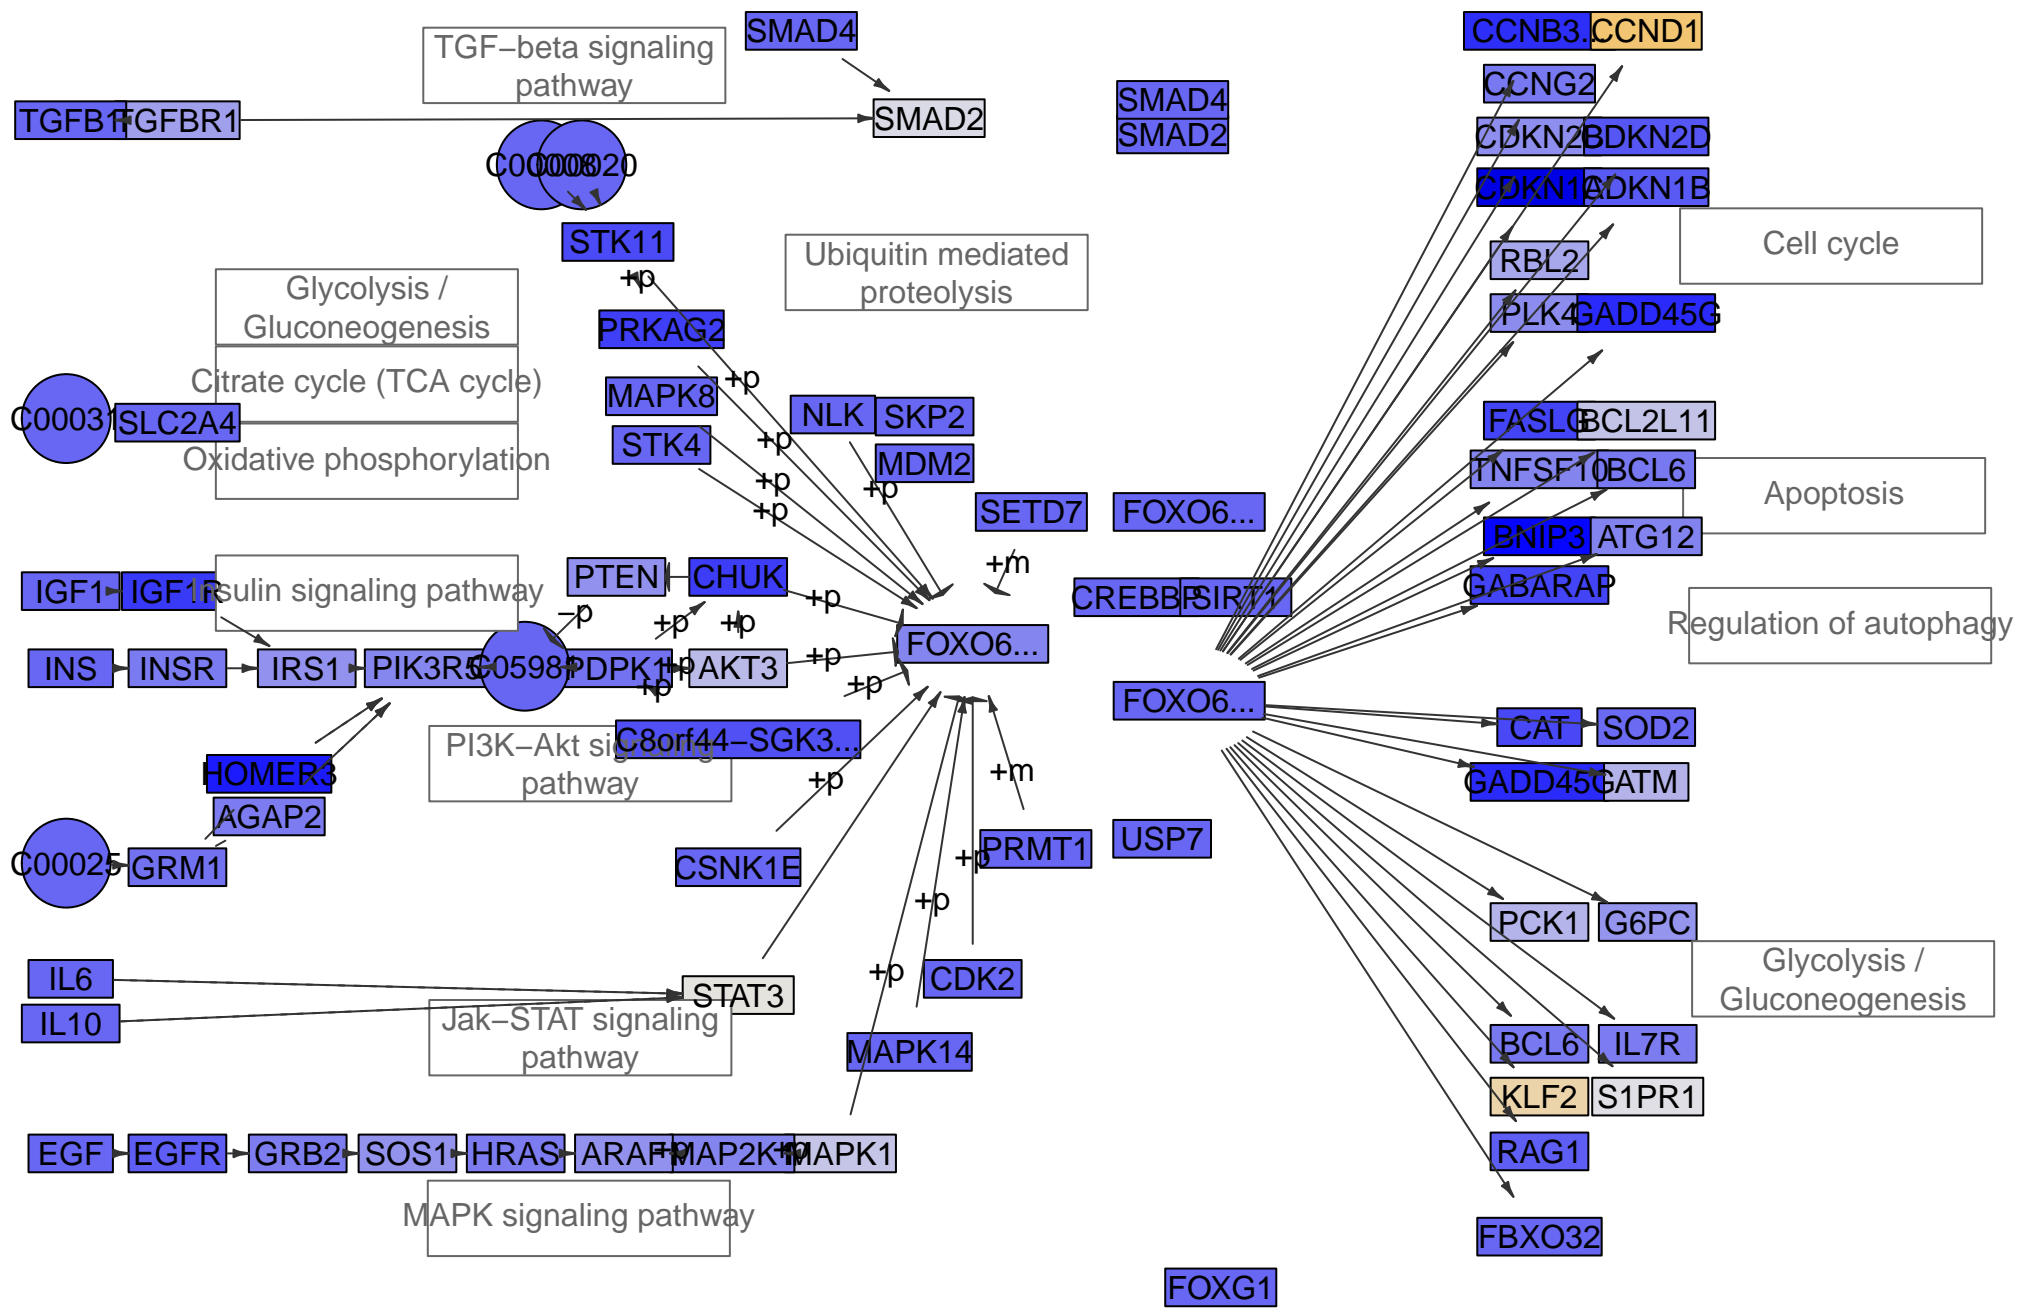 SMAD4
CCNB3...
CCND1
TGF−beta signaling
pathway
CCNG2
SMAD4
TGFB1
TGFBR1
SMAD2
SMAD2
CDKN2B
CDKN2D
CDKN1A
CDKN1B
STK11
Ubiquitin mediated
proteolysis
Cell cycle
RBL2
+p
Glycolysis /
Gluconeogenesis
PLK4
GADD45G
PRKAG2
Citrate cycle (TCA cycle)
+p
MAPK8
NLK
SKP2
FASLG
BCL2L11
C00031
SLC2A4
STK4
+p
MDM2
Oxidative phosphorylation
TNFSF10
BCL6
+p
+p
Apoptosis
+p
SETD7
FOXO6...
BNIP3
ATG12
+m
IGF1
IGF1R
Insulin signaling pathway
PTEN
CHUK
+p
CREBBP
SIRT1
GABARAP
−p
+p
+p
Regulation of autophagy
FOXO6...
INS
INSR
IRS1
PIK3R5
C05981
PDPK1
+p
AKT3
+p
+p
+p
FOXO6...
PI3K−Akt signaling
pathway
C8orf44−SGK3...
CAT
SOD2
HOMER3
+p
+m
GADD45G
ATM
AGAP2
C00025
GRM1
CSNK1E
+p
PRMT1
USP7
+p
PCK1
G6PC
IL6
+p
CDK2
Glycolysis /
Gluconeogenesis
STAT3
IL10
Jak−STAT signaling
pathway
MAPK14
BCL6
IL7R
KLF2
S1PR1
EGF
EGFR
GRB2
SOS1
HRAS
ARAF
+p
MAP2K1
+p
MAPK1
RAG1
MAPK signaling pathway
FBXO32
FOXG1